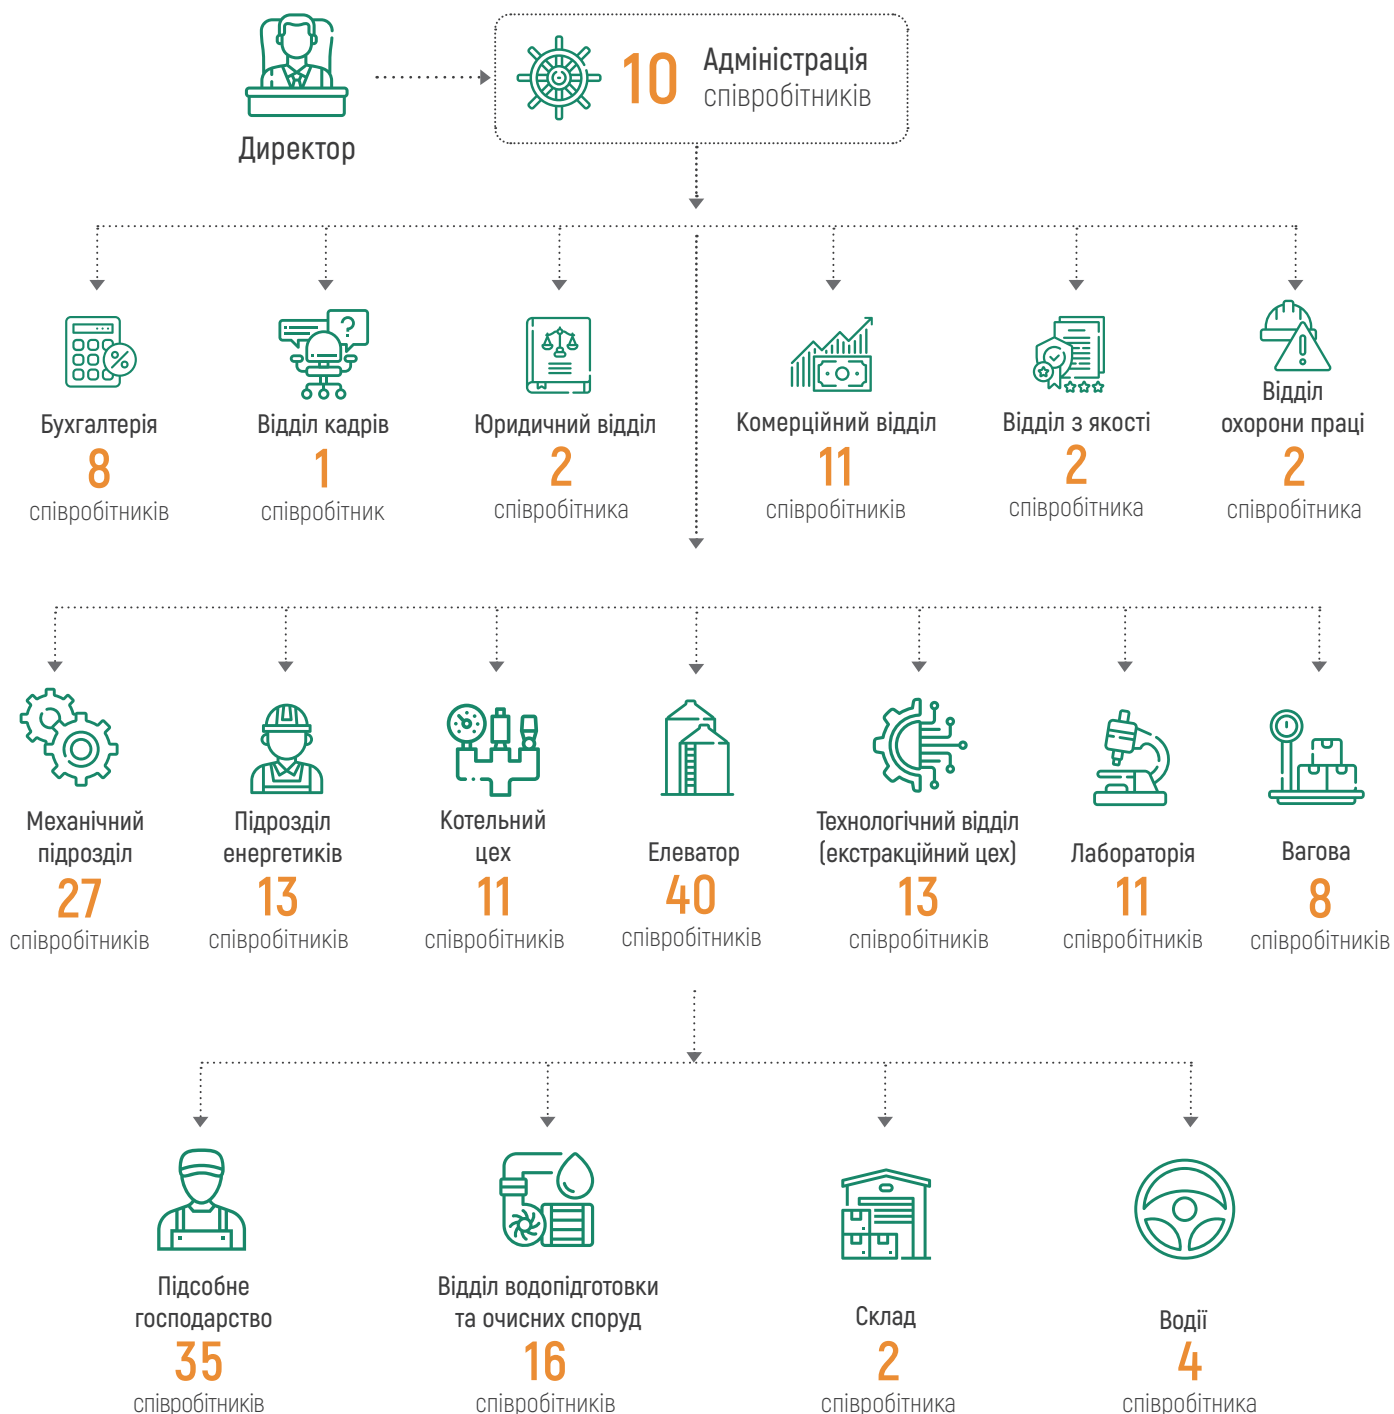 Директор
10
Адміністрація
співробітників
%
?
Бухгалтерія
8
співробітників
Відділ кадрів
1
співробітник
Юридичний відділ
2
співробітника
Комерційний відділ
11
співробітників
Відділ з якості
2
співробітника
Відділ
охорони праці
2
співробітника
Механічний
підрозділ
27
співробітників
Підрозділ
енергетиків
13
співробітників
Котельний
цех
11
співробітників
Елеватор
40
співробітників
Технологічний відділ
(екстракційний цех)
13
співробітників
Лабораторія
11
співробітників
Вагова
8
співробітників
Підсобне
господарство
35
співробітників
Відділ водопідготовки
та очисних споруд
16
співробітників
Склад
2
співробітника
Водії
4
співробітника